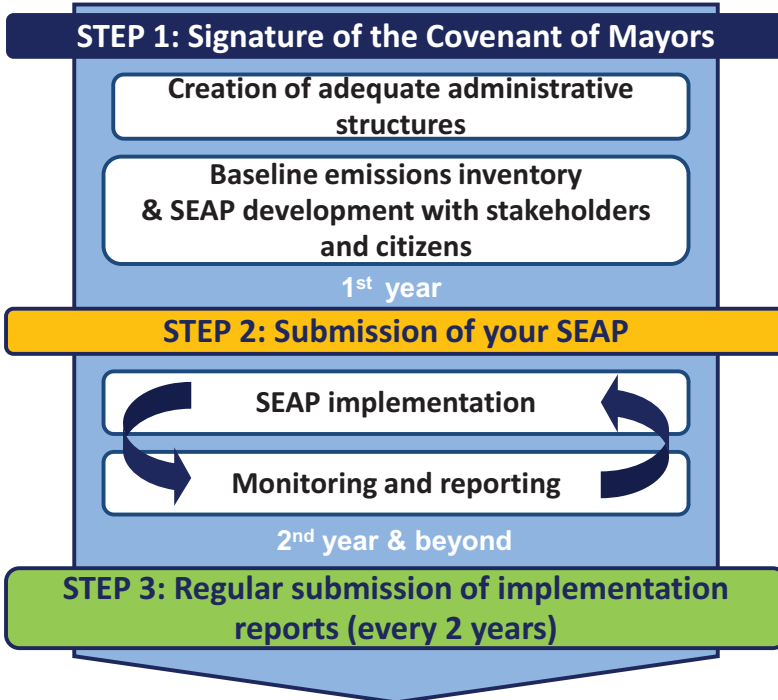 STEP 1: Signature of the Covenant of Mayors
Creation of adequate administrative
structures
Baseline emissions inventory
& SEAP development with stakeholders
and citizens
1st year
STEP 2: Submission of your SEAP
SEAP implementation
Monitoring and reporting
2nd year & beyond
STEP 3: Regular submission of implementation
reports (every 2 years)